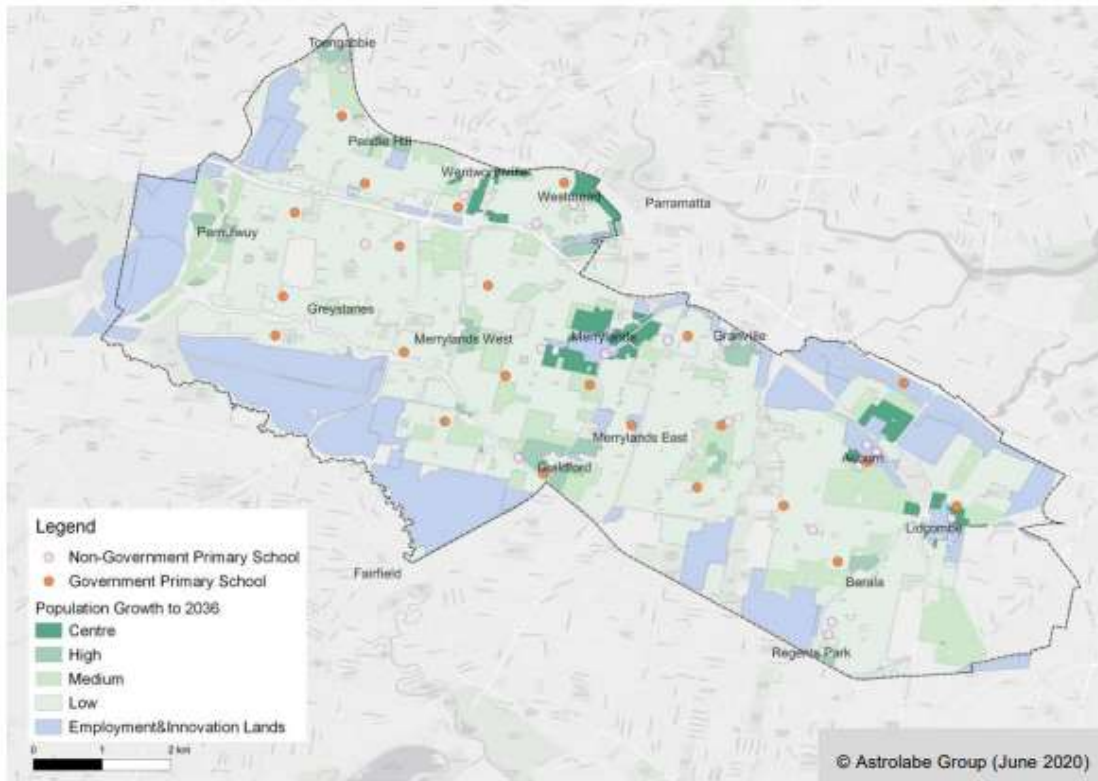 Toongabbie
Pendle Hill
Wentworthville
Westmead
Parramatta
Pemulwuy
Greystanes
Merrylands West
Merrylands
Granville
Merrylands East
Guildford
Auburn
Lidcombe
Berala
Regents Park
Fairfield
Legend
Non-Government Primary School
Government Primary School
Population Growth to 2036
Centre
High
Medium
Low
Employment&Innovation Lands
0 1 2 km
© Astrolabe Group (June 2020)